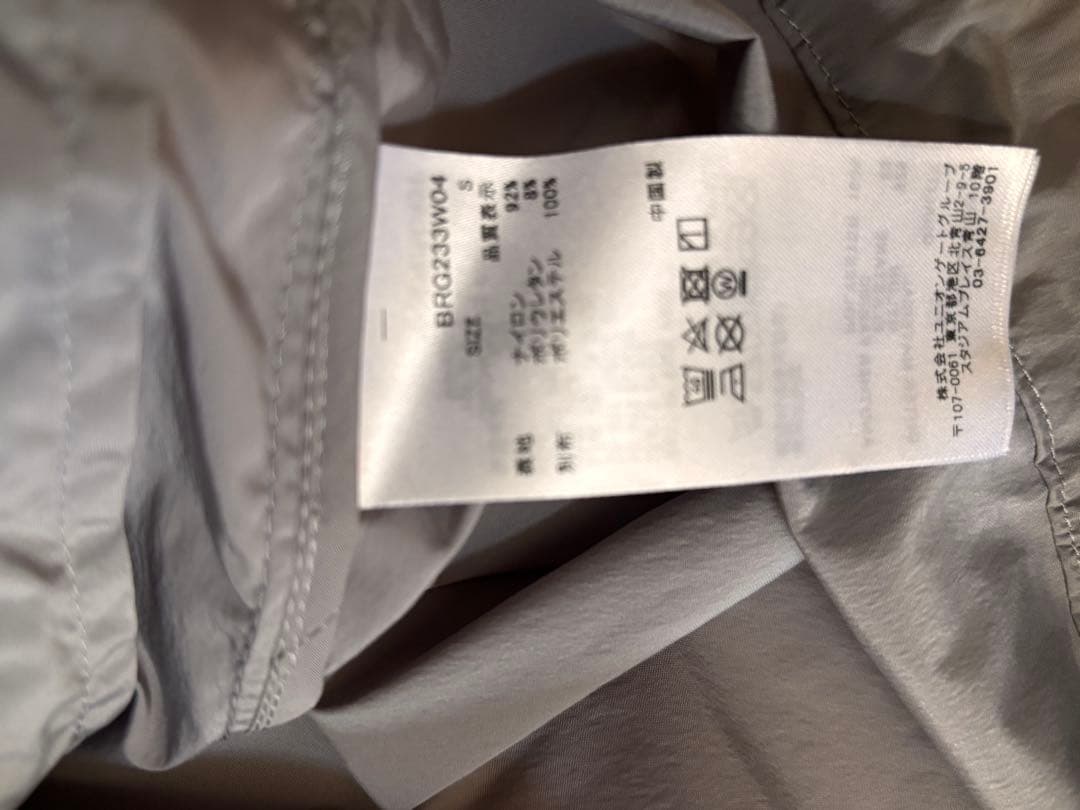 BRG233W04
SIZE S
品質表示
表地 ナイロン 92%
ポリウレタン 8%
別布 ポリエステル 100%
中国製
株式会社ユニオンゲートグループ
〒107-0061 東京都港区北青山2-9-5
スタジアムプレイス青山 10階
03-6427-3901